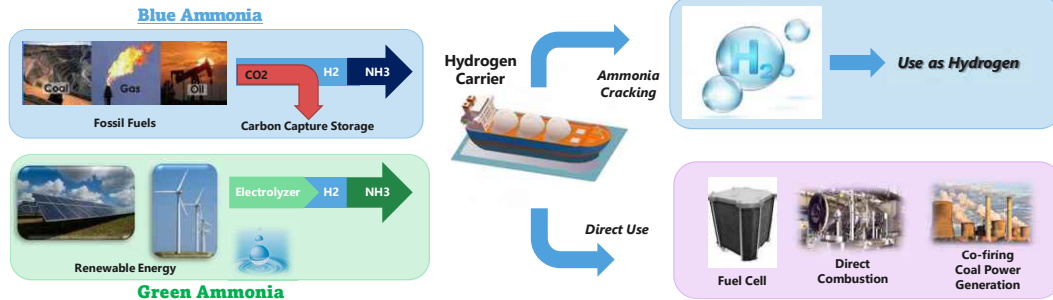 Blue Ammonia
Coal
Gas
Oil
CO2
H2
NH3
Fossil Fuels
Carbon Capture Storage
Electrolyzer
H2
NH3
Renewable Energy
Green Ammonia
Hydrogen
Carrier
Ammonia
Cracking
Direct Use
H2
Use as Hydrogen
Fuel Cell
Direct
Combustion
Co-firing
Coal Power
Generation